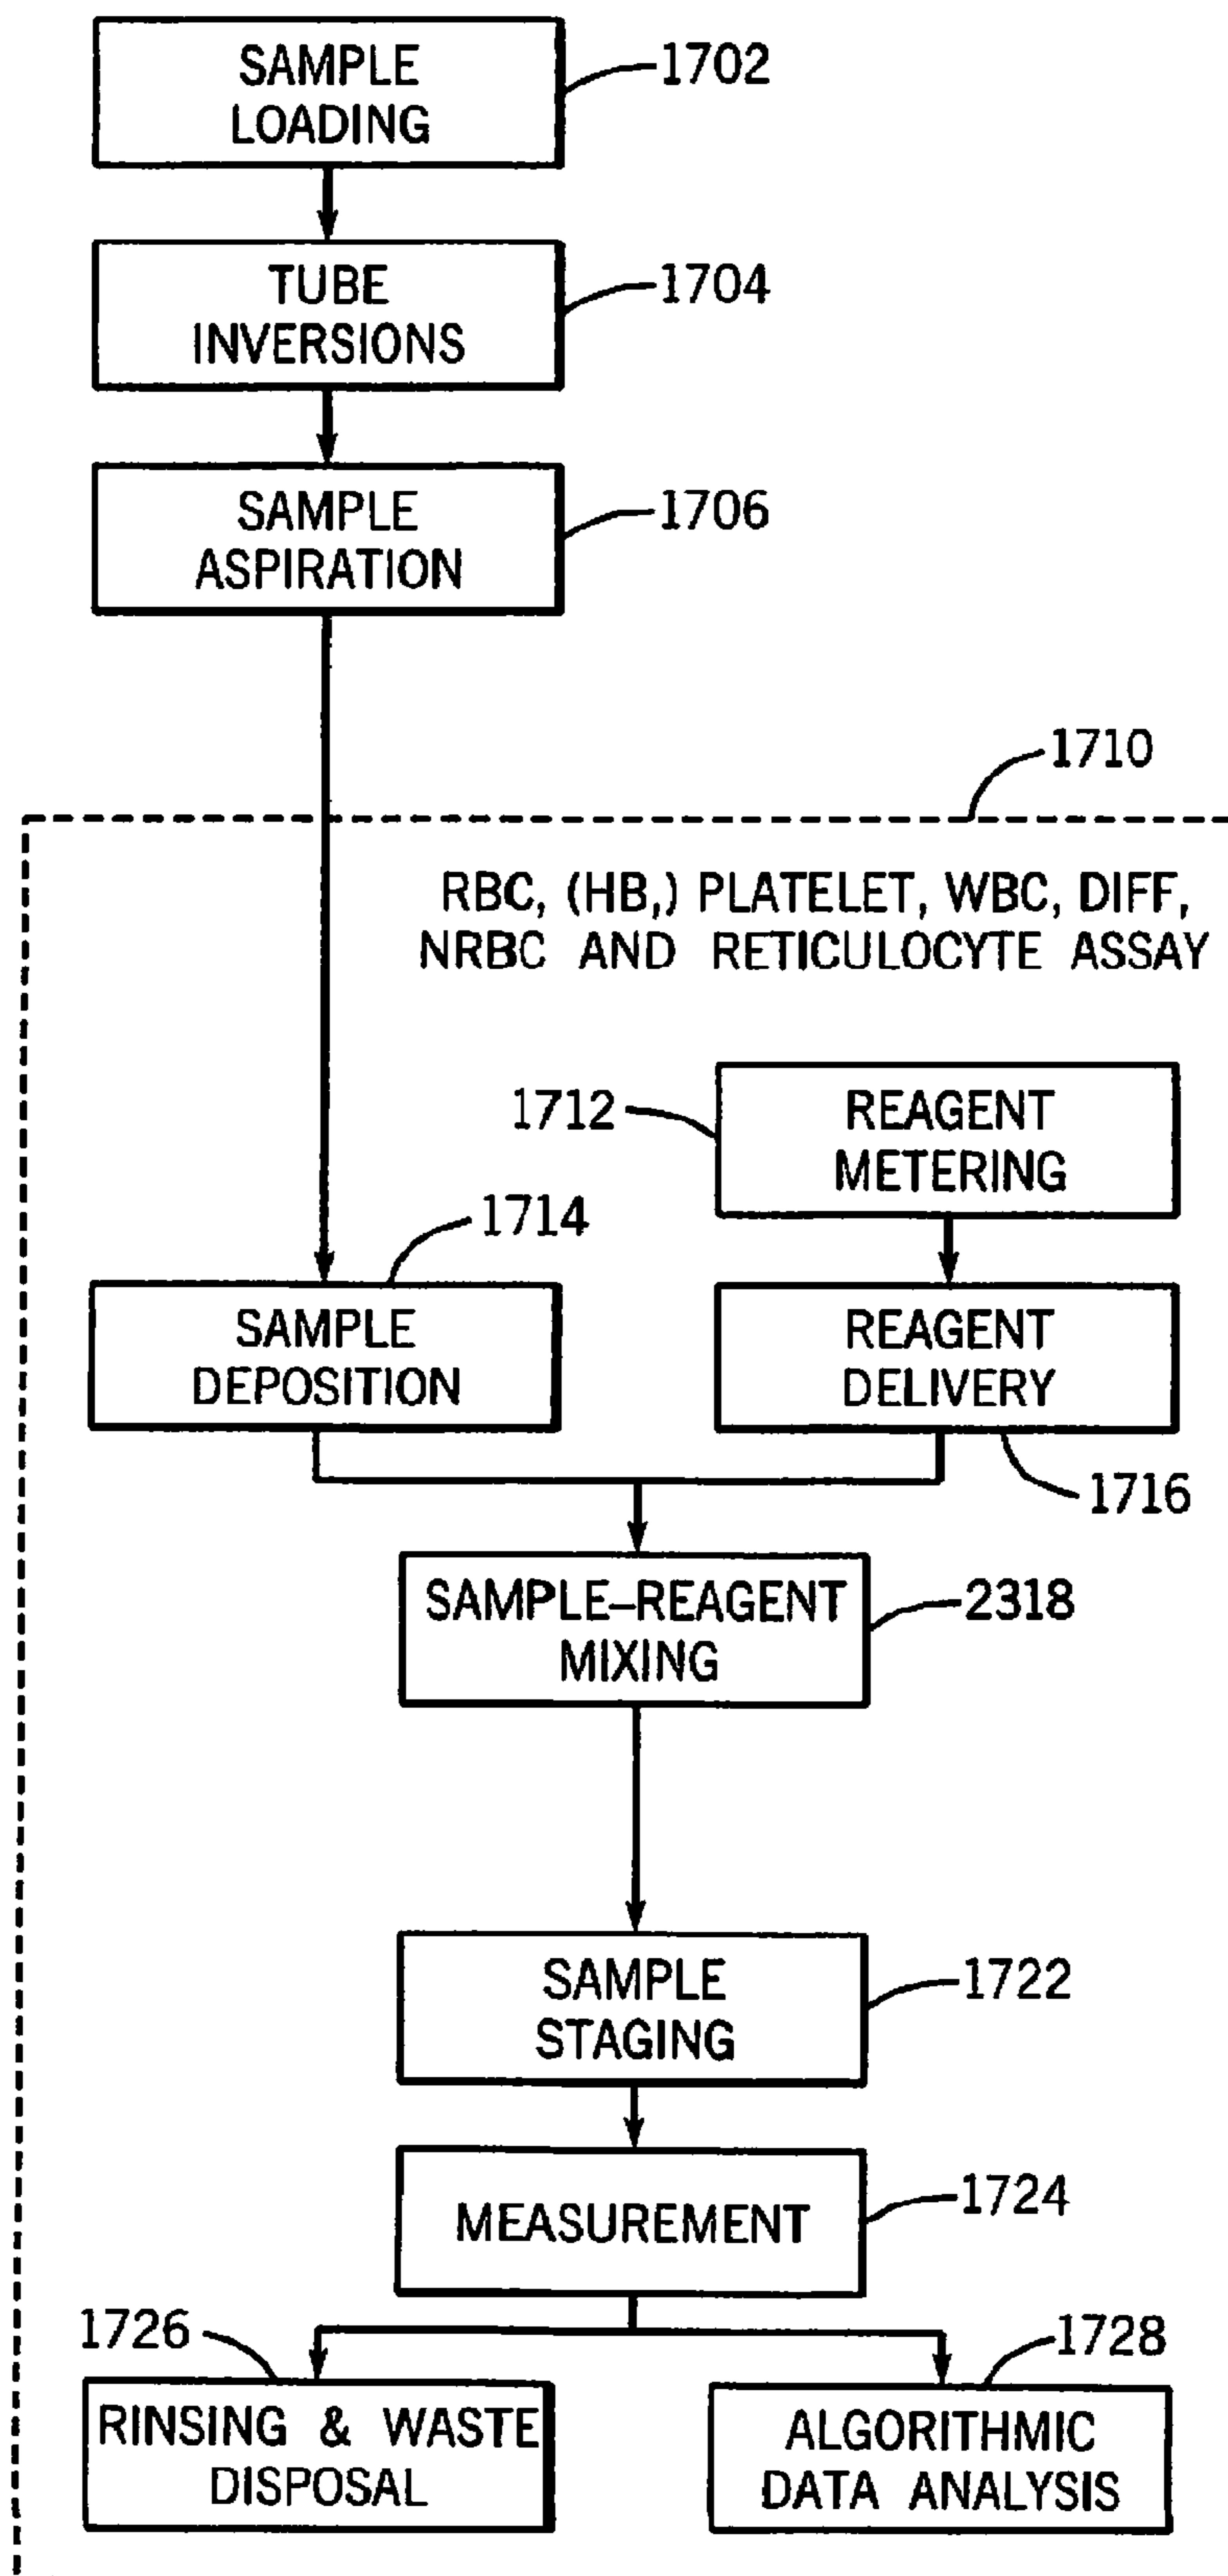 SAMPLE
LOADING
1702
TUBE
INVERSIONS
1704
SAMPLE
ASPIRATION
1706
1710
RBC, (HB,) PLATELET, WBC, DIFF,
NRBC AND RETICULOCYTE ASSAY
1712
REAGENT
METERING
1714
SAMPLE
DEPOSITION
REAGENT
DELIVERY
1716
SAMPLE–REAGENT
MIXING
2318
SAMPLE
STAGING
1722
MEASUREMENT
1724
1726
RINSING & WASTE
DISPOSAL
1728
ALGORITHMIC
DATA ANALYSIS